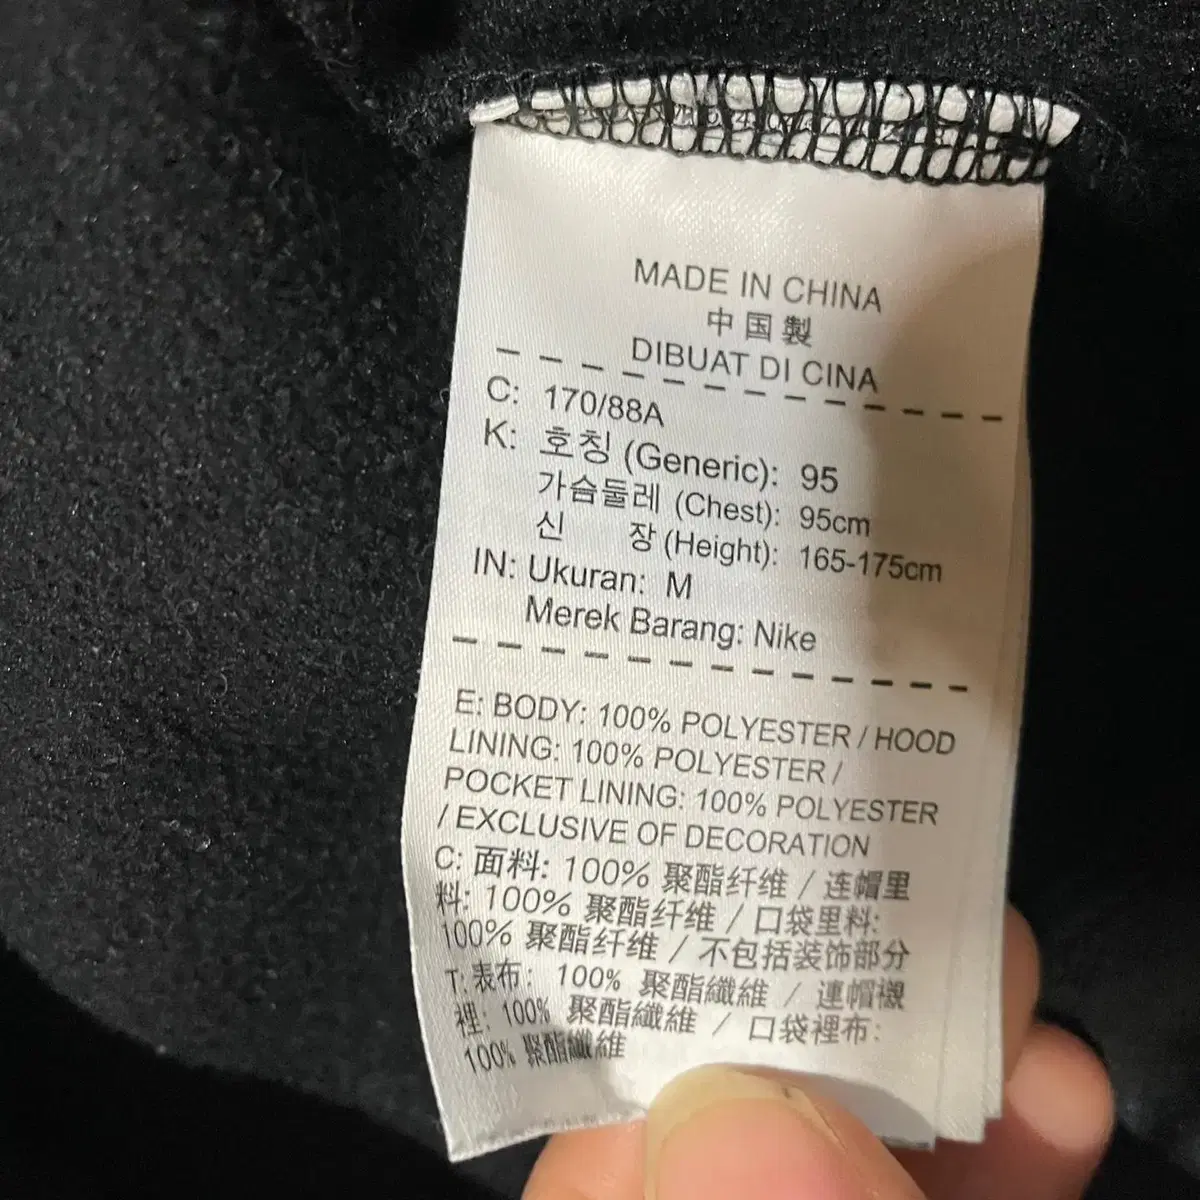 MADE IN CHINA
中国製
DIBUAT DI CINA
C: 170/88A
K: 호칭 (Generic): 95
가슴둘레 (Chest): 95cm
신 장 (Height): 165-175cm
IN: Ukuran: M
Merek Barang: Nike
E: BODY: 100% POLYESTER / HOOD
LINING: 100% POLYESTER /
POCKET LINING: 100% POLYESTER
/ EXCLUSIVE OF DECORATION
C: 面料: 100% 聚酯纤维 / 连帽里
料: 100% 聚酯纤维 / 口袋里料:
100% 聚酯纤维 / 不包括装饰部分
T: 表布: 100% 聚酯纖維 / 連帽襯
裡: 100% 聚酯纖維 / 口袋裡布:
100% 聚酯纖維